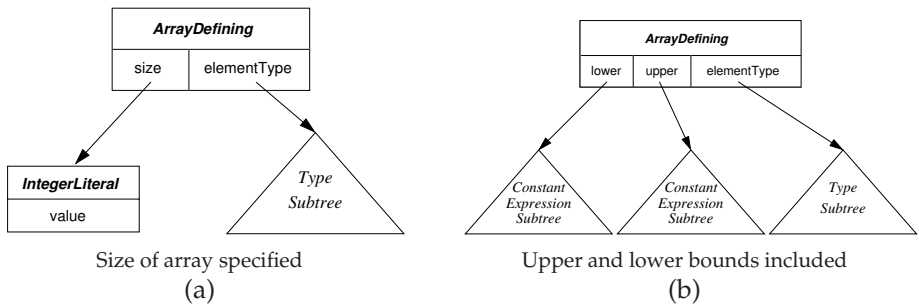 ArrayDefining
size elementType
IntegerLiteral
value
Type
Subtree
Size of array specified
(a)
ArrayDefining
lower upper elementType
Constant
Expression
Subtree
Constant
Expression
Subtree
Type
Subtree
Upper and lower bounds included
(b)